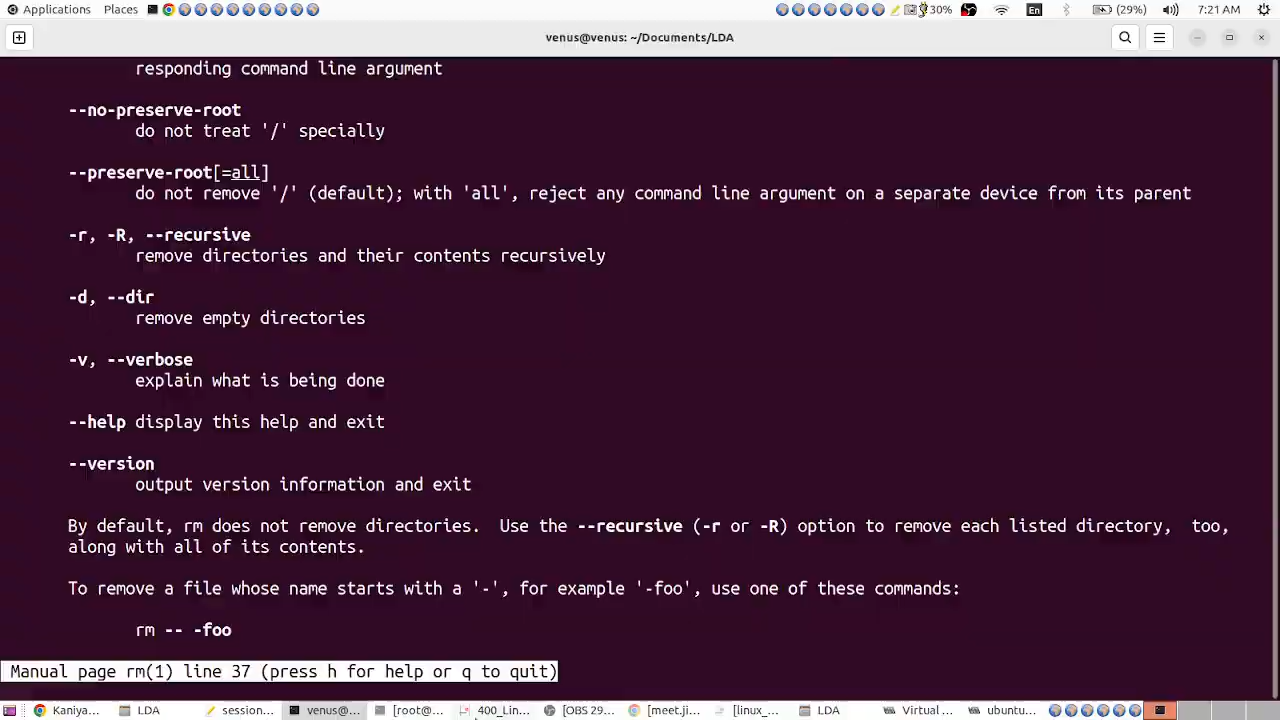 Applications Places 30% En (29%) 7:21 AM
venus@venus: ~/Documents/LDA
responding command line argument
--no-preserve-root
do not treat '/' specially
--preserve-root[=all]
do not remove '/' (default); with 'all', reject any command line argument on a separate device from its parent
-r, -R, --recursive
remove directories and their contents recursively
-d, --dir
remove empty directories
-v, --verbose
explain what is being done
--help display this help and exit
--version
output version information and exit
By default, rm does not remove directories. Use the --recursive (-r or -R) option to remove each listed directory, too,
along with all of its contents.
To remove a file whose name starts with a '-', for example '-foo', use one of these commands:
rm -- -foo
Manual page rm(1) line 37 (press h for help or q to quit)
Kaniya... LDA session... venus@... [root@... 400_Lin... [OBS 29... [meet.ji... [linux_... LDA Virtual ... ubuntu...